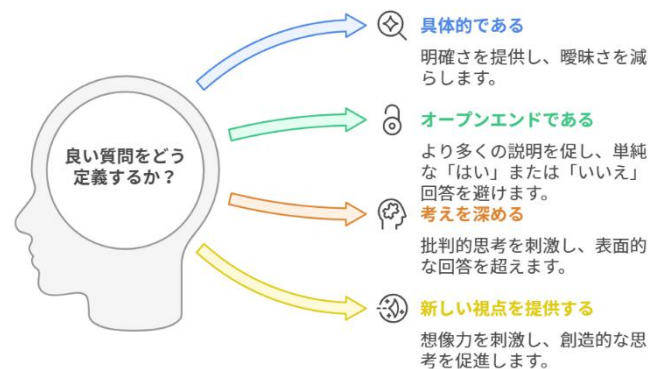 良い質問をどう
定義するか？
具体的である
明確さを提供し、曖昧さを減
らします。
オープンエンドである
より多くの説明を促し、単純
な「はい」または「いいえ」
回答を避けます。
考えを深める
批判的思考を刺激し、表面的
な回答を超えます。
新しい視点を提供する
想像力を刺激し、創造的な思
考を促進します。